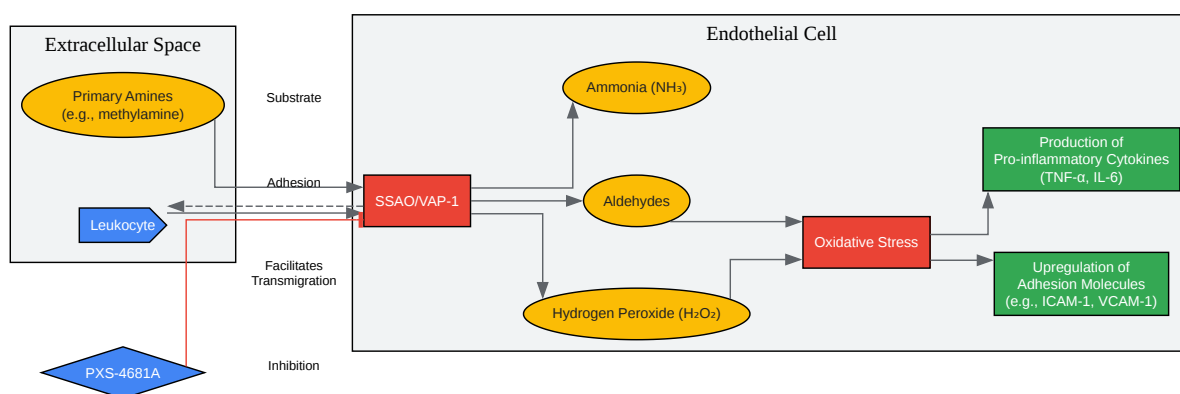 Extracellular Space
Primary Amines
(e.g., methylamine)
Leukocyte
PXS-4681A
Substrate
Adhesion
Facilitates
Transmigration
Inhibition
Endothelial Cell
SSAO/VAP-1
Ammonia (NH₃)
Aldehydes
Hydrogen Peroxide (H₂O₂)
Oxidative Stress
Production of
Pro-inflammatory Cytokines
(TNF-α, IL-6)
Upregulation of
Adhesion Molecules
(e.g., ICAM-1, VCAM-1)